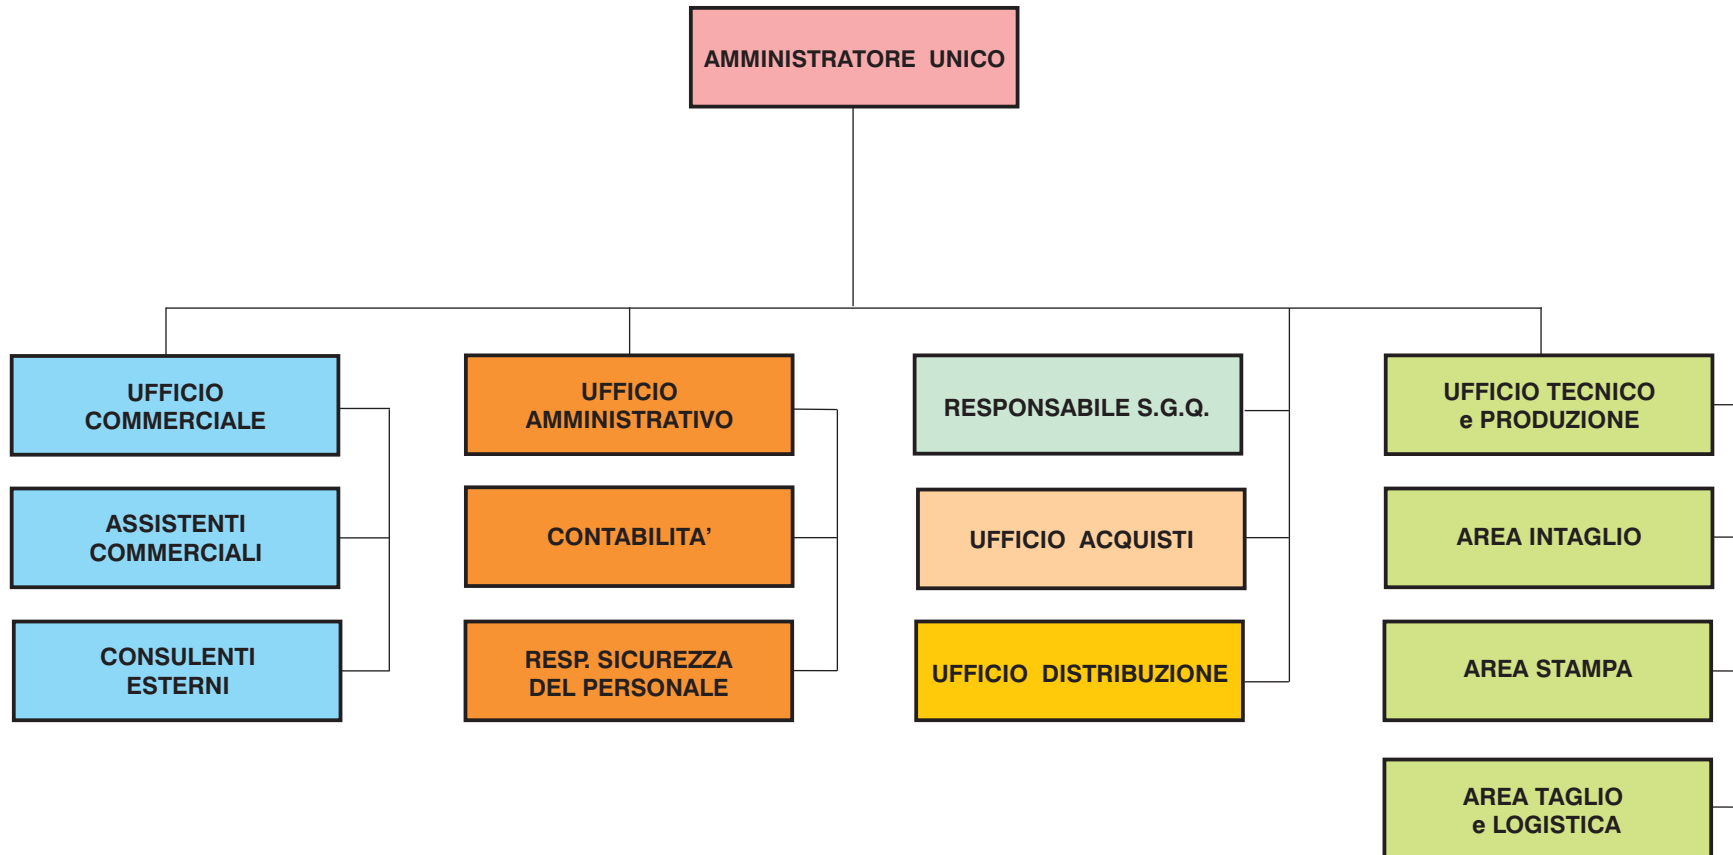 AMMINISTRATORE UNICO
UFFICIO
COMMERCIALE
ASSISTENTI
COMMERCIALI
CONSULENTI
ESTERNI
UFFICIO
AMMINISTRATIVO
CONTABILITA’
RESP. SICUREZZA
DEL PERSONALE
RESPONSABILE S.G.Q.
UFFICIO ACQUISTI
UFFICIO DISTRIBUZIONE
UFFICIO TECNICO
e PRODUZIONE
AREA INTAGLIO
AREA STAMPA
AREA TAGLIO
e LOGISTICA